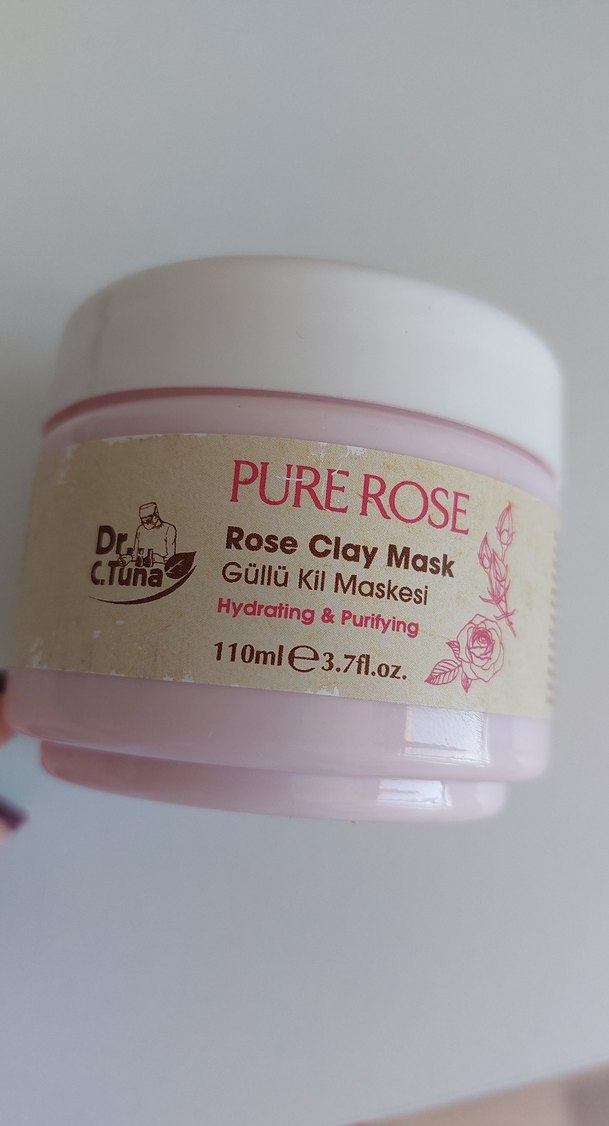 PURE ROSE
Dr.
C.Tuna
Rose Clay Mask
Güllü Kil Maskesi
Hydrating & Purifying
110ml ℮ 3.7fl.oz.